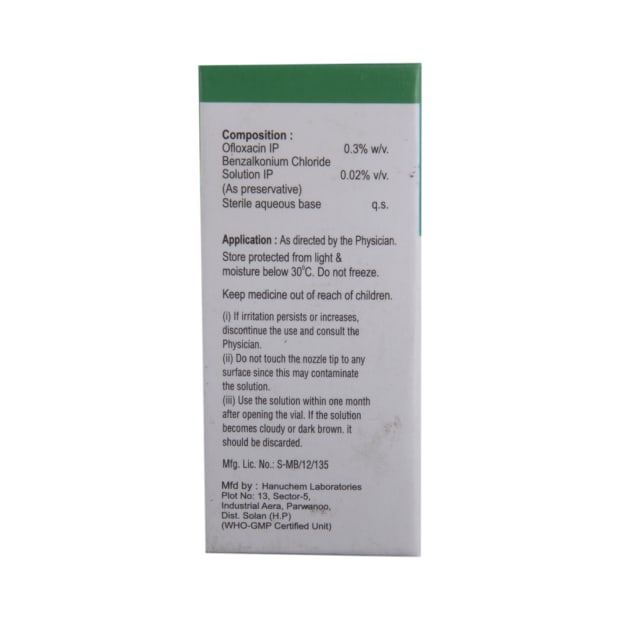 Composition :
Ofloxacin IP 0.3% w/v.
Benzalkonium Chloride
Solution IP 0.02% v/v.
(As preservative)
Sterile aqueous base q.s.
Application : As directed by the Physician.
Store protected from light &
moisture below 30°C. Do not freeze.
Keep medicine out of reach of children.
(i) If irritation persists or increases,
discontinue the use and consult the
Physician.
(ii) Do not touch the nozzle tip to any
surface since this may contaminate
the solution.
(iii) Use the solution within one month
after opening the vial. If the solution
becomes cloudy or dark brown. it
should be discarded.
Mfg. Lic. No.: S-MB/12/135
Mfd by : Hanuchem Laboratories
Plot No: 13, Sector-5,
Industrial Aera, Parwanoo,
Dist. Solan (H.P)
(WHO-GMP Certified Unit)